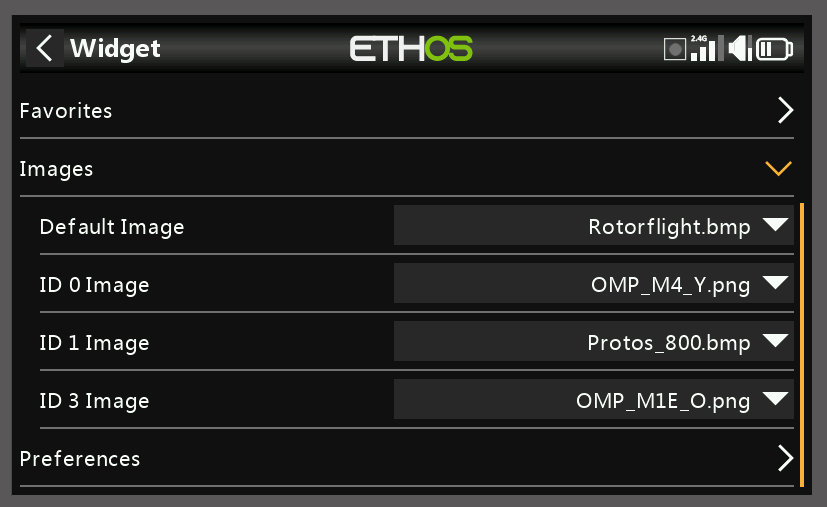 Widget ETHOS 2.4G
Favorites
Images
Default Image Rotorflight.bmp
ID 0 Image OMP_M4_Y.png
ID 1 Image Protos_800.bmp
ID 3 Image OMP_M1E_O.png
Preferences